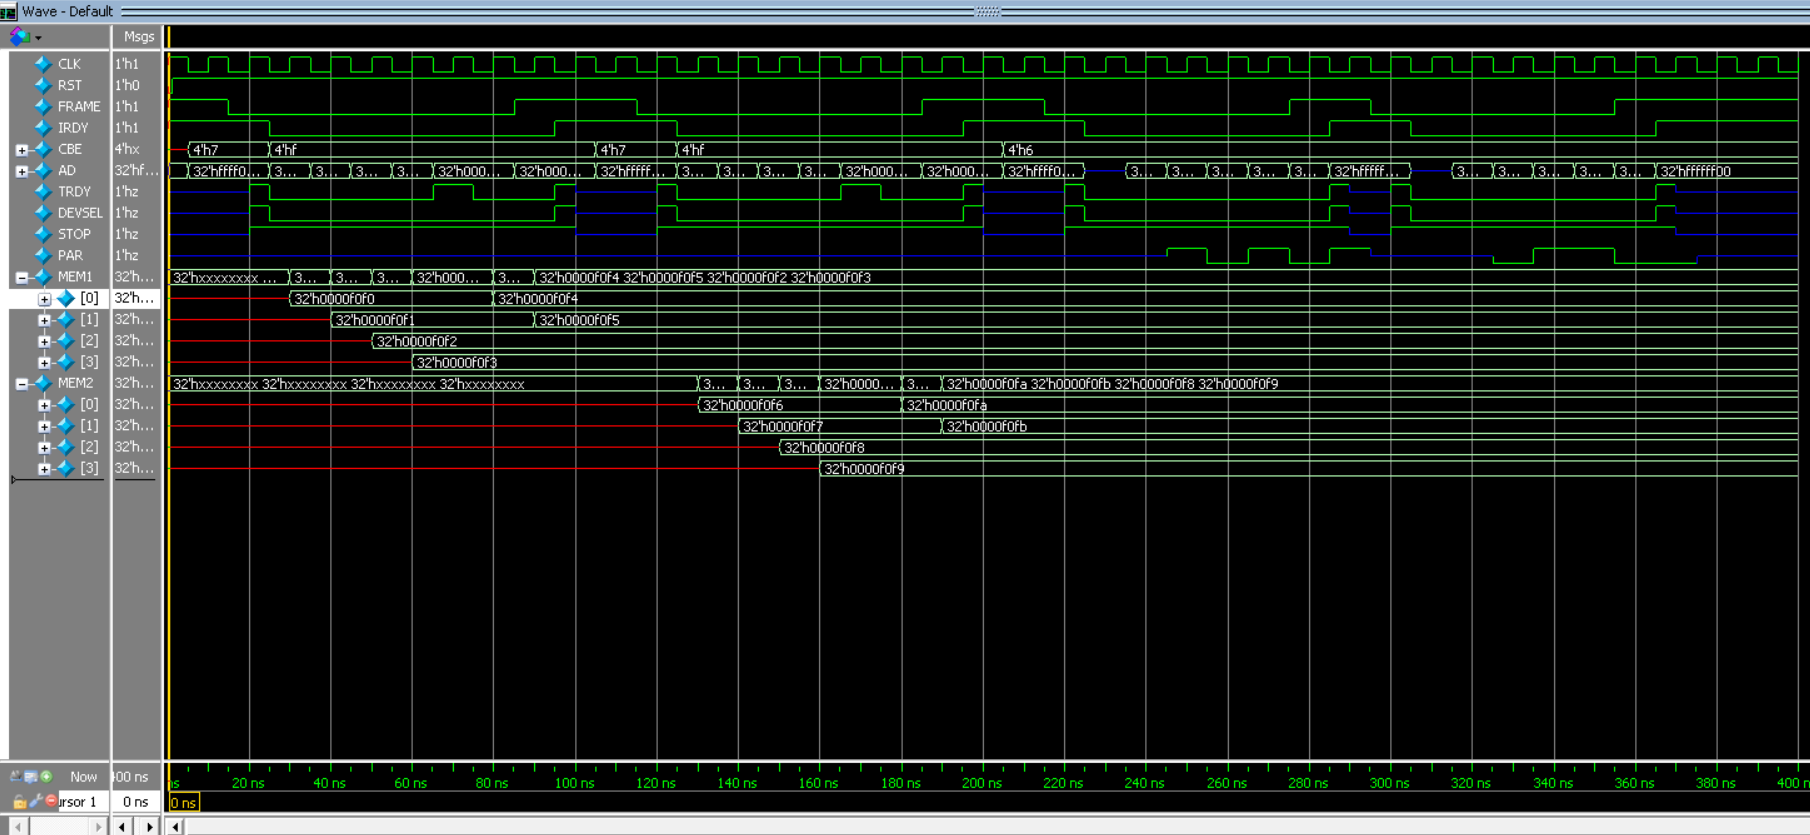 Wave - Default
Msgs
CLK 1'h1
RST 1'h0
FRAME 1'h1
IRDY 1'h1
CBE 4'hx 4'h7 4'hf 4'h7 4'hf 4'h6
AD 32'hf... 32'hffff0... 3... 3... 3... 3... 32'h000... 32'h000... 32'hfffff... 3... 3... 3... 3... 32'h000... 32'h000... 32'hffff0... 3... 3... 3... 3... 3... 32'hfffff... 3... 3... 3... 3... 3... 32'hffffff00
TRDY 1'hz
DEVSEL 1'hz
STOP 1'hz
PAR 1'hz
MEM1 32'h... 32'hxxxxxxxx ... 3... 3... 3... 32'h000... 3... 32'h0000f0f4 32'h0000f0f5 32'h0000f0f2 32'h0000f0f3
[0] 32'h... 32'h0000f0f0 32'h0000f0f4
[1] 32'h... 32'h0000f0f1 32'h0000f0f5
[2] 32'h... 32'h0000f0f2
[3] 32'h... 32'h0000f0f3
MEM2 32'h... 32'hxxxxxxxx 32'hxxxxxxxx 32'hxxxxxxxx 32'hxxxxxxxx 3... 3... 3... 32'h0000... 3... 32'h0000f0fa 32'h0000f0fb 32'h0000f0f8 32'h0000f0f9
[0] 32'h... 32'h0000f0f6 32'h0000f0fa
[1] 32'h... 32'h0000f0f7 32'h0000f0fb
[2] 32'h... 32'h0000f0f8
[3] 32'h... 32'h0000f0f9
Now 00 ns ns 20 ns 40 ns 60 ns 80 ns 100 ns 120 ns 140 ns 160 ns 180 ns 200 ns 220 ns 240 ns 260 ns 280 ns 300 ns 320 ns 340 ns 360 ns 380 ns 400 n
ursor 1 0 ns 0 ns